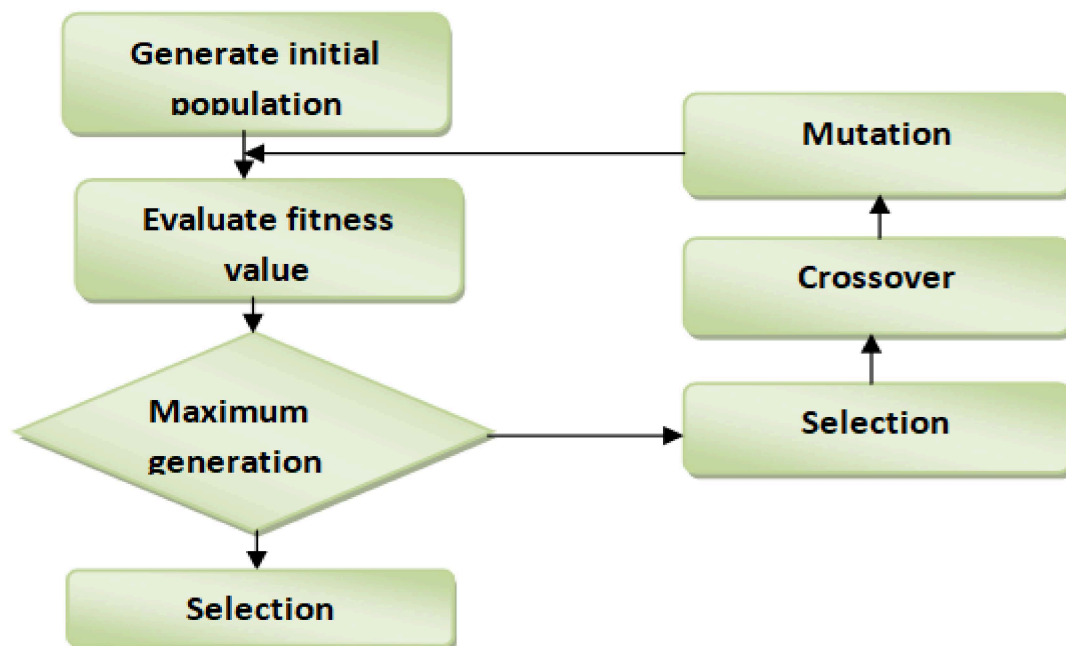 Generate initial
population
Evaluate fitness
value
Maximum
generation
Selection
Mutation
Crossover
Selection